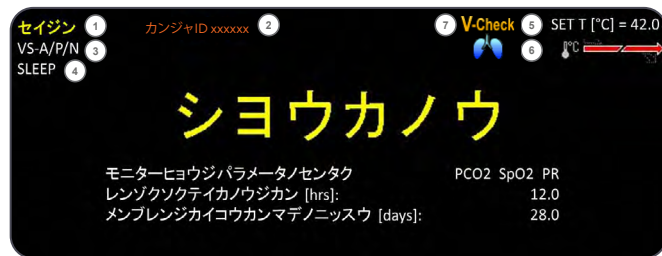 セイジン 1 カンジャID xxxxxx 2 7 V-Check 5 SET T [°C] = 42.0
VS-A/P/N 3 6 °C
SLEEP 4
シヨウカノウ
モニターヒョウジパラメータノセンタク PCO2 SpO2 PR
レンゾクソクテイカノウジカン [hrs]: 12.0
メンブレンジカイコウカンマデノニッスウ [days]: 28.0